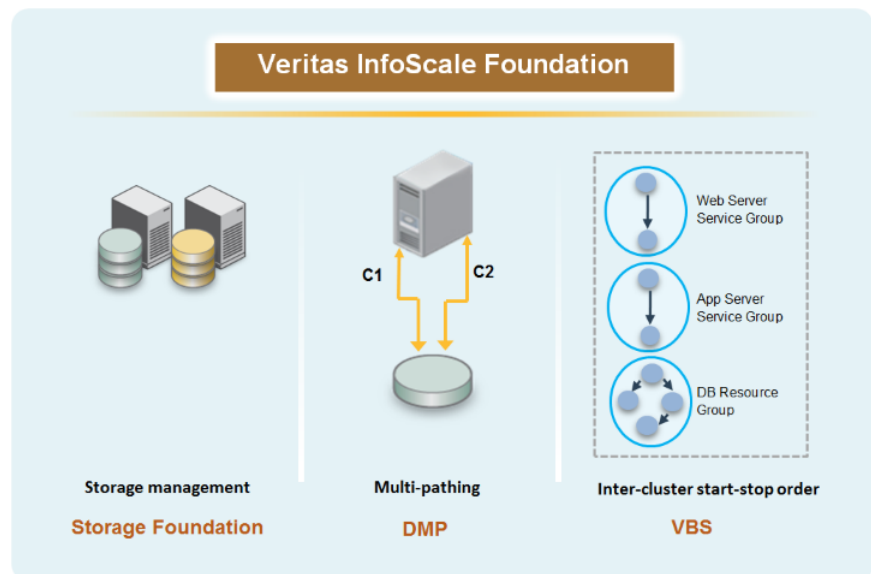 Veritas InfoScale Foundation
C1
C2
Web Server
Service Group
App Server
Service Group
DB Resource
Group
Storage management
Multi-pathing
Inter-cluster start-stop order
Storage Foundation
DMP
VBS